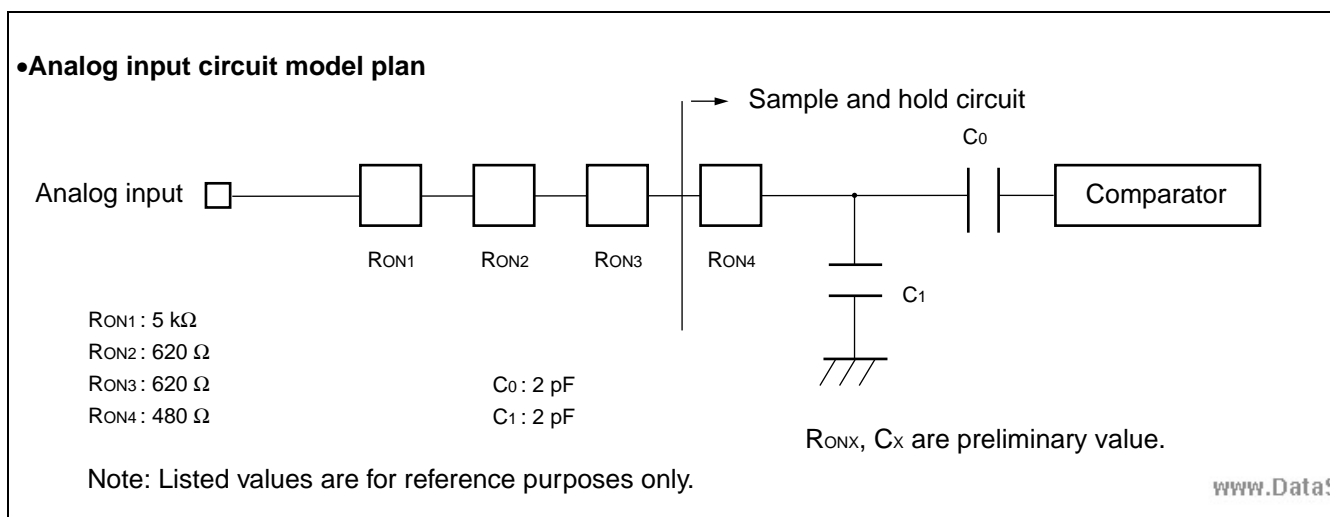 •Analog input circuit model plan
Sample and hold circuit
C0
Analog input
Comparator
RON1
RON2
RON3
RON4
C1
RON1 : 5 kΩ
RON2 : 620 Ω
RON3 : 620 Ω
RON4 : 480 Ω
C0 : 2 pF
C1 : 2 pF
RONX, CX are preliminary value.
Note: Listed values are for reference purposes only.
www.DataS